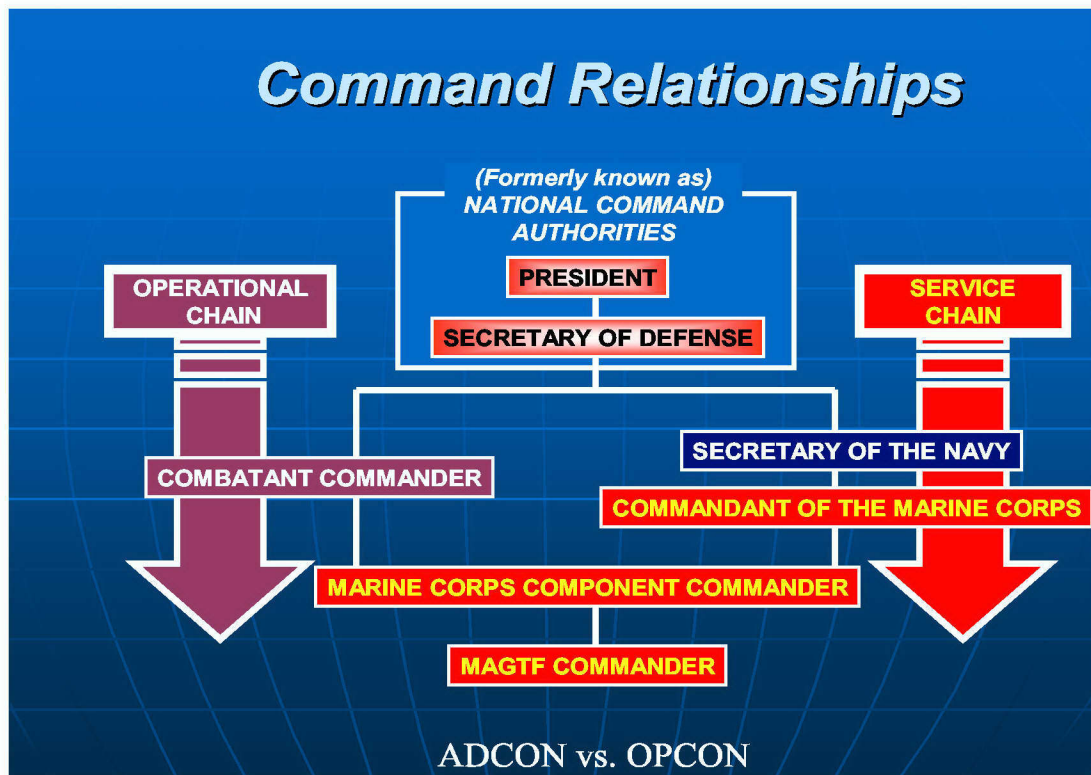 Command Relationships
(Formerly known as)
NATIONAL COMMAND
AUTHORITIES
PRESIDENT
SECRETARY OF DEFENSE
OPERATIONAL
CHAIN
SERVICE
CHAIN
SECRETARY OF THE NAVY
COMBATANT COMMANDER
COMMANDANT OF THE MARINE CORPS
MARINE CORPS COMPONENT COMMANDER
MAGTF COMMANDER
ADCON vs. OPCON